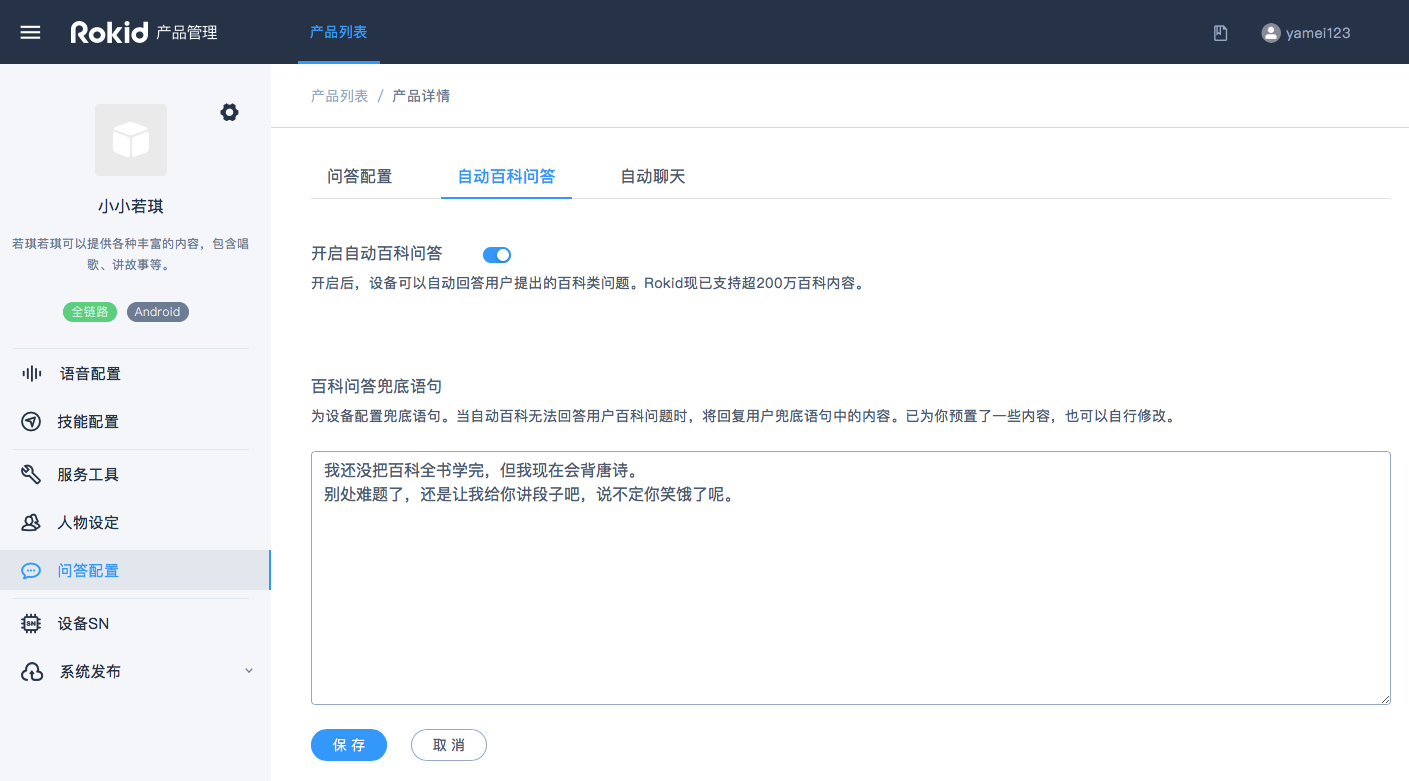 Rokid 产品管理
产品列表
yamei123
小小若琪
若琪若琪可以提供各种丰富的内容，包含唱
歌、讲故事等。
全链路
Android
语音配置
技能配置
服务工具
人物设定
问答配置
SN
设备SN
系统发布
产品列表 / 产品详情
问答配置
自动百科问答
自动聊天
开启自动百科问答
开启后，设备可以自动回答用户提出的百科类问题。Rokid现已支持超200万百科内容。
百科问答兜底语句
为设备配置兜底语句。当自动百科无法回答用户百科问题时，将回复用户兜底语句中的内容。已为你预置了一些内容，也可以自行修改。
我还没把百科全书学完，但我现在会背唐诗。
别处难题了，还是让我给你讲段子吧，说不定你笑饿了呢。
保 存
取 消